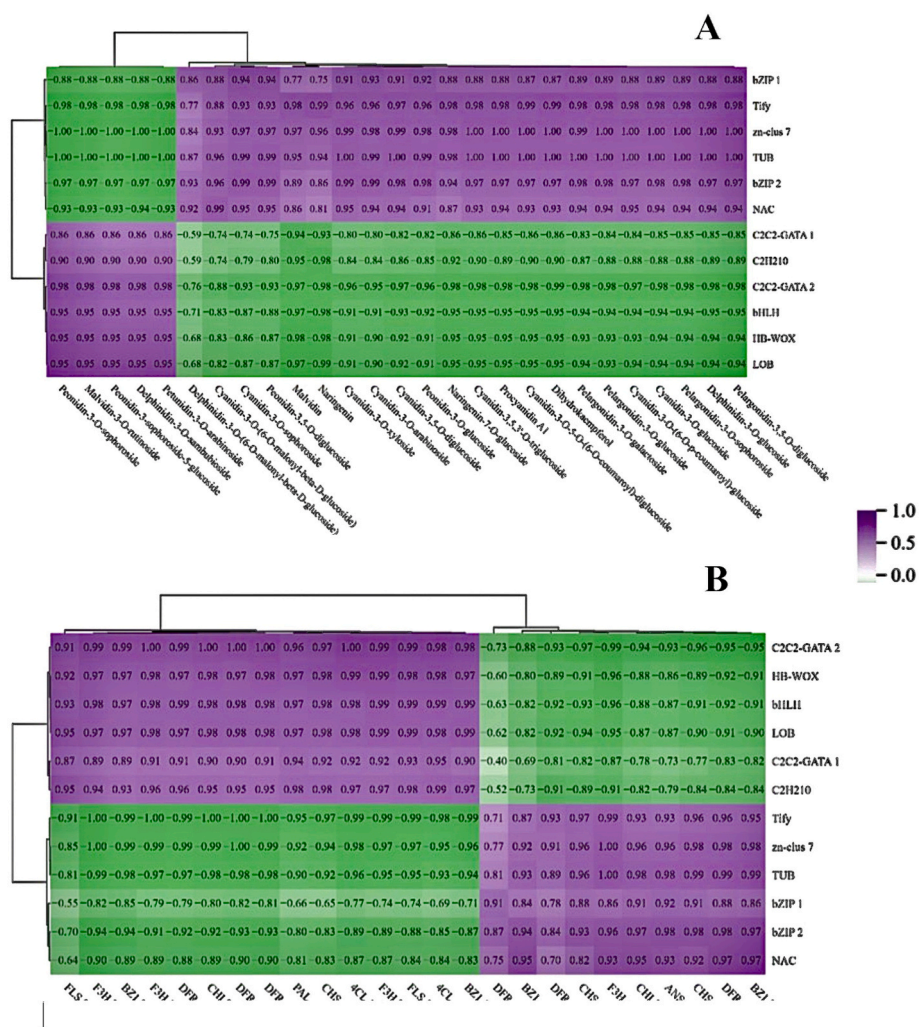 A
-0.88 -0.88 -0.88 -0.88 -0.88 0.86 0.88 0.94 0.94 0.77 0.75 0.91 0.93 0.91 0.92 0.88 0.88 0.88 0.87 0.87 0.89 0.89 0.88 0.89 0.89 0.88 0.88 bZIP 1
-0.98 -0.98 -0.98 -0.98 -0.98 0.77 0.88 0.93 0.93 0.98 0.99 0.96 0.96 0.97 0.96 0.98 0.98 0.98 0.99 0.99 0.98 0.98 0.98 0.98 0.98 0.98 0.98 Tify
-1.00 -1.00 -1.00 -1.00 -1.00 0.84 0.93 0.97 0.97 0.97 0.96 0.99 0.98 0.99 0.98 0.98 1.00 1.00 1.00 1.00 0.99 1.00 1.00 1.00 1.00 1.00 1.00 zn-clus 7
-1.00 -1.00 -1.00 -1.00 -1.00 0.87 0.96 0.99 0.99 0.95 0.94 1.00 0.99 1.00 0.99 0.98 1.00 1.00 1.00 1.00 1.00 1.00 1.00 1.00 1.00 1.00 1.00 TUB
-0.97 -0.97 -0.97 -0.97 -0.97 0.93 0.96 0.99 0.99 0.89 0.86 0.99 0.99 0.98 0.98 0.94 0.97 0.97 0.97 0.97 0.98 0.98 0.97 0.98 0.98 0.97 0.97 bZIP 2
-0.93 -0.93 -0.93 -0.94 -0.93 0.92 0.99 0.95 0.95 0.86 0.81 0.95 0.94 0.94 0.91 0.87 0.93 0.94 0.93 0.93 0.94 0.94 0.95 0.94 0.94 0.94 0.94 NAC
0.86 0.86 0.86 0.86 0.86 -0.59 -0.74 -0.74 -0.75 -0.94 -0.93 -0.80 -0.80 -0.82 -0.82 -0.86 -0.86 -0.85 -0.86 -0.86 -0.83 -0.84 -0.84 -0.85 -0.85 -0.85 -0.85 C2C2-GATA 1
0.90 0.90 0.90 0.90 0.90 -0.59 -0.74 -0.79 -0.80 -0.95 -0.98 -0.84 -0.84 -0.86 -0.85 -0.92 -0.90 -0.89 -0.90 -0.90 -0.87 -0.88 -0.88 -0.88 -0.88 -0.89 -0.89 C2H210
0.98 0.98 0.98 0.98 0.98 -0.76 -0.88 -0.93 -0.93 -0.97 -0.98 -0.96 -0.95 -0.97 -0.96 -0.98 -0.98 -0.98 -0.98 -0.99 -0.98 -0.98 -0.97 -0.98 -0.98 -0.98 -0.98 C2C2-GATA 2
0.95 0.95 0.95 0.95 0.95 -0.71 -0.83 -0.87 -0.88 -0.97 -0.98 -0.91 -0.91 -0.93 -0.92 -0.95 -0.95 -0.95 -0.95 -0.95 -0.94 -0.94 -0.94 -0.94 -0.94 -0.95 -0.95 bHLH
0.95 0.95 0.95 0.95 0.95 -0.68 -0.83 -0.86 -0.87 -0.98 -0.98 -0.91 -0.90 -0.92 -0.91 -0.95 -0.95 -0.95 -0.95 -0.95 -0.93 -0.93 -0.93 -0.94 -0.94 -0.94 -0.94 HB-WOX
0.95 0.95 0.95 0.95 0.95 -0.68 -0.82 -0.87 -0.87 -0.98 -0.98 -0.91 -0.90 -0.92 -0.91 -0.95 -0.95 -0.95 -0.95 -0.95 -0.94 -0.94 -0.94 -0.94 -0.94 -0.94 -0.94 LOB
Peonidin-3-O-sophoroside
Malvidin-3-O-rutinoside
Peonidin-3-sophoroside-5-glucoside
Delphinidin-3-O-sambubioside
Petunidin-3-O-arabinoside
Delphinidin-3-O-(6-O-malonyl-beta-D-glucoside)
Cyanidin-3-O-(6-O-malonyl-beta-D-glucoside)
Cyanidin-3-O-sophoroside
Peonidin-3,5-O-diglucoside
Malvidin
Naringenin
Cyanidin-3-O-xyloside
Cyanidin-3-O-arabinoside
Cyanidin-3,5-O-diglucoside
Peonidin-3-O-glucoside
Naringenin-7-O-glucoside
Cyanidin-3,5,3'-O-triglucoside
Procyanidin A1
Cyanidin-3-O-5-O-(6-O-coumaroyl)-diglucoside
Dihydrokaempferol
Pelargonidin-3-O-galactoside
Pelargonidin-3-O-glucoside
Cyanidin-3-O-(6-O-p-coumaroyl)-glucoside
Cyanidin-3-O-glucoside
Pelargonidin-3-O-sophoroside
Delphinidin-3-O-glucoside
Pelargonidin-3,5-O-diglucoside
1.0
0.5
0.0
B
0.91 0.99 0.99 1.00 0.99 1.00 1.00 1.00 0.96 0.97 1.00 0.99 0.99 0.98 0.98 -0.73 -0.88 -0.93 -0.97 -0.99 -0.94 -0.93 -0.96 -0.95 -0.95 C2C2-GATA 2
0.92 0.97 0.97 0.98 0.97 0.98 0.97 0.98 0.97 0.98 0.99 0.99 0.98 0.98 0.97 -0.60 -0.80 -0.89 -0.91 -0.96 -0.88 -0.86 -0.89 -0.92 -0.91 HB-WOX
0.93 0.98 0.97 0.98 0.99 0.98 0.98 0.98 0.97 0.98 0.99 0.99 0.99 0.99 0.99 -0.63 -0.82 -0.92 -0.93 -0.96 -0.88 -0.87 -0.91 -0.92 -0.91 bHLH
0.95 0.97 0.97 0.98 0.97 0.98 0.98 0.98 0.97 0.98 0.98 0.99 0.99 0.99 0.98 -0.62 -0.82 -0.92 -0.94 -0.95 -0.87 -0.87 -0.90 -0.91 -0.90 LOB
0.87 0.89 0.89 0.91 0.91 0.90 0.90 0.91 0.94 0.92 0.92 0.92 0.93 0.95 0.90 -0.40 -0.69 -0.81 -0.82 -0.87 -0.78 -0.73 -0.77 -0.83 -0.82 C2C2-GATA 1
0.95 0.94 0.93 0.96 0.96 0.95 0.95 0.95 0.98 0.98 0.97 0.97 0.98 0.99 0.97 -0.52 -0.73 -0.91 -0.89 -0.91 -0.82 -0.79 -0.84 -0.84 -0.84 C2H210
-0.91 -1.00 -0.99 -1.00 -0.99 -1.00 -1.00 -1.00 -0.95 -0.97 -0.99 -0.99 -0.99 -0.98 -0.99 0.71 0.87 0.93 0.97 0.99 0.93 0.93 0.96 0.96 0.95 Tify
-0.85 -1.00 -0.99 -0.99 -0.99 -0.99 -1.00 -0.99 -0.92 -0.94 -0.98 -0.97 -0.97 -0.95 -0.96 0.77 0.92 0.91 0.96 1.00 0.96 0.96 0.98 0.98 0.98 zn-clus 7
-0.81 -0.99 -0.98 -0.97 -0.97 -0.98 -0.98 -0.98 -0.90 -0.92 -0.96 -0.95 -0.95 -0.93 -0.94 0.81 0.93 0.89 0.96 1.00 0.98 0.98 0.99 0.99 0.99 TUB
-0.55 -0.82 -0.85 -0.79 -0.79 -0.80 -0.82 -0.81 -0.66 -0.65 -0.77 -0.74 -0.74 -0.69 -0.71 0.91 0.84 0.78 0.88 0.86 0.91 0.92 0.91 0.88 0.86 bZIP 1
-0.70 -0.94 -0.94 -0.91 -0.92 -0.92 -0.93 -0.93 -0.80 -0.83 -0.89 -0.89 -0.88 -0.85 -0.87 0.87 0.94 0.84 0.93 0.96 0.97 0.98 0.98 0.98 0.97 bZIP 2
-0.64 -0.90 -0.89 -0.89 -0.88 -0.89 -0.90 -0.90 -0.81 -0.83 -0.87 -0.87 -0.84 -0.84 -0.83 0.75 0.95 0.70 0.82 0.93 0.95 0.93 0.92 0.97 0.97 NAC
FLS F3H BZ1 F3H DFR CHI DFR DFR PAL CHS 4CL F3H FLS 4CL BZ1 DFR BZ1 DFR CHS F3H CHI ANS CHS DFR BZ1